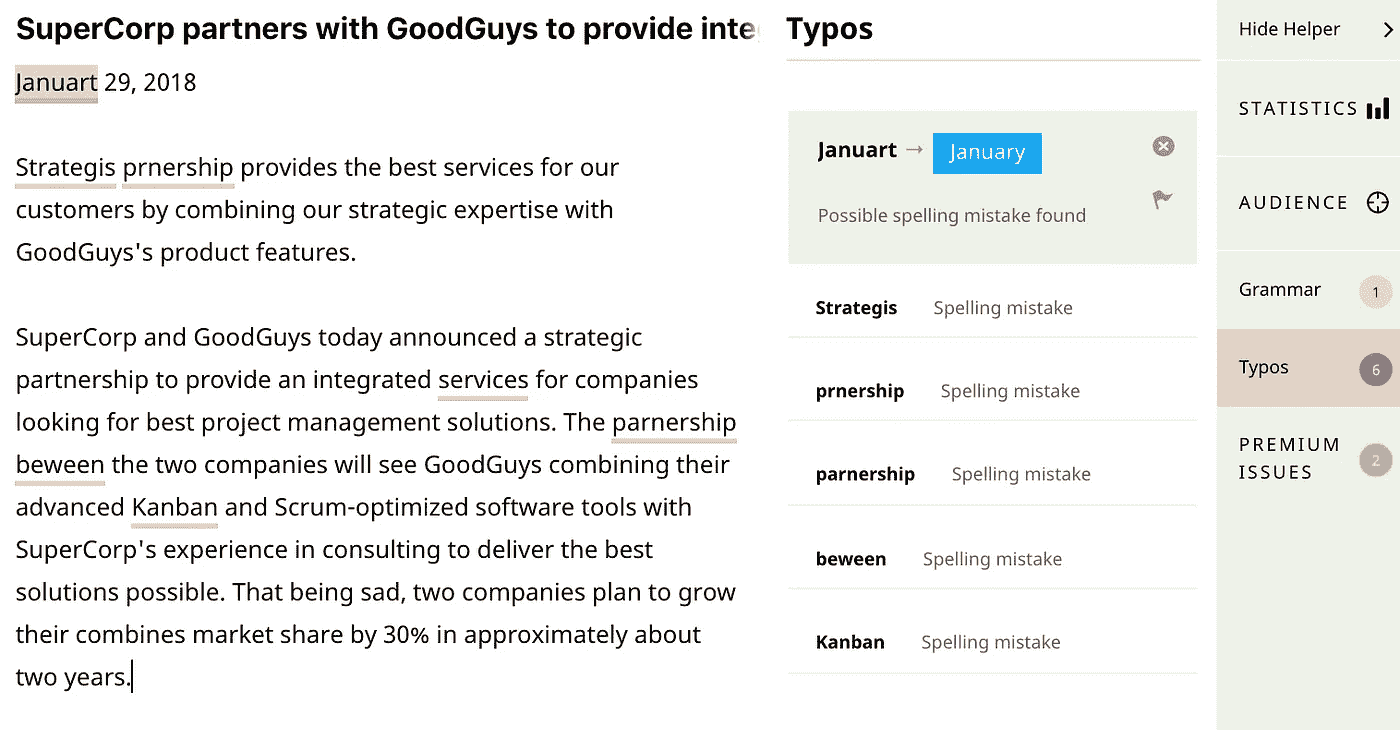 SuperCorp partners with GoodGuys to provide
Januart 29, 2018
Strategis prnership provides the best services for our
customers by combining our strategic expertise with
GoodGuys's product features.
SuperCorp and GoodGuys today announced a strategic
partnership to provide an integrated services for companies
looking for best project management solutions. The parnership
beween the two companies will see GoodGuys combining their
advanced Kanban and Scrum-optimized software tools with
SuperCorp's experience in consulting to deliver the best
solutions possible. That being sad, two companies plan to grow
their combines market share by 30% in approximately about
two years.
Typos
Januart → January
Possible spelling mistake found
Strategis Spelling mistake
prnership Spelling mistake
parnership Spelling mistake
beween Spelling mistake
Kanban Spelling mistake
Hide Helper
STATISTICS
AUDIENCE
Grammar 1
Typos 6
PREMIUM
ISSUES 2